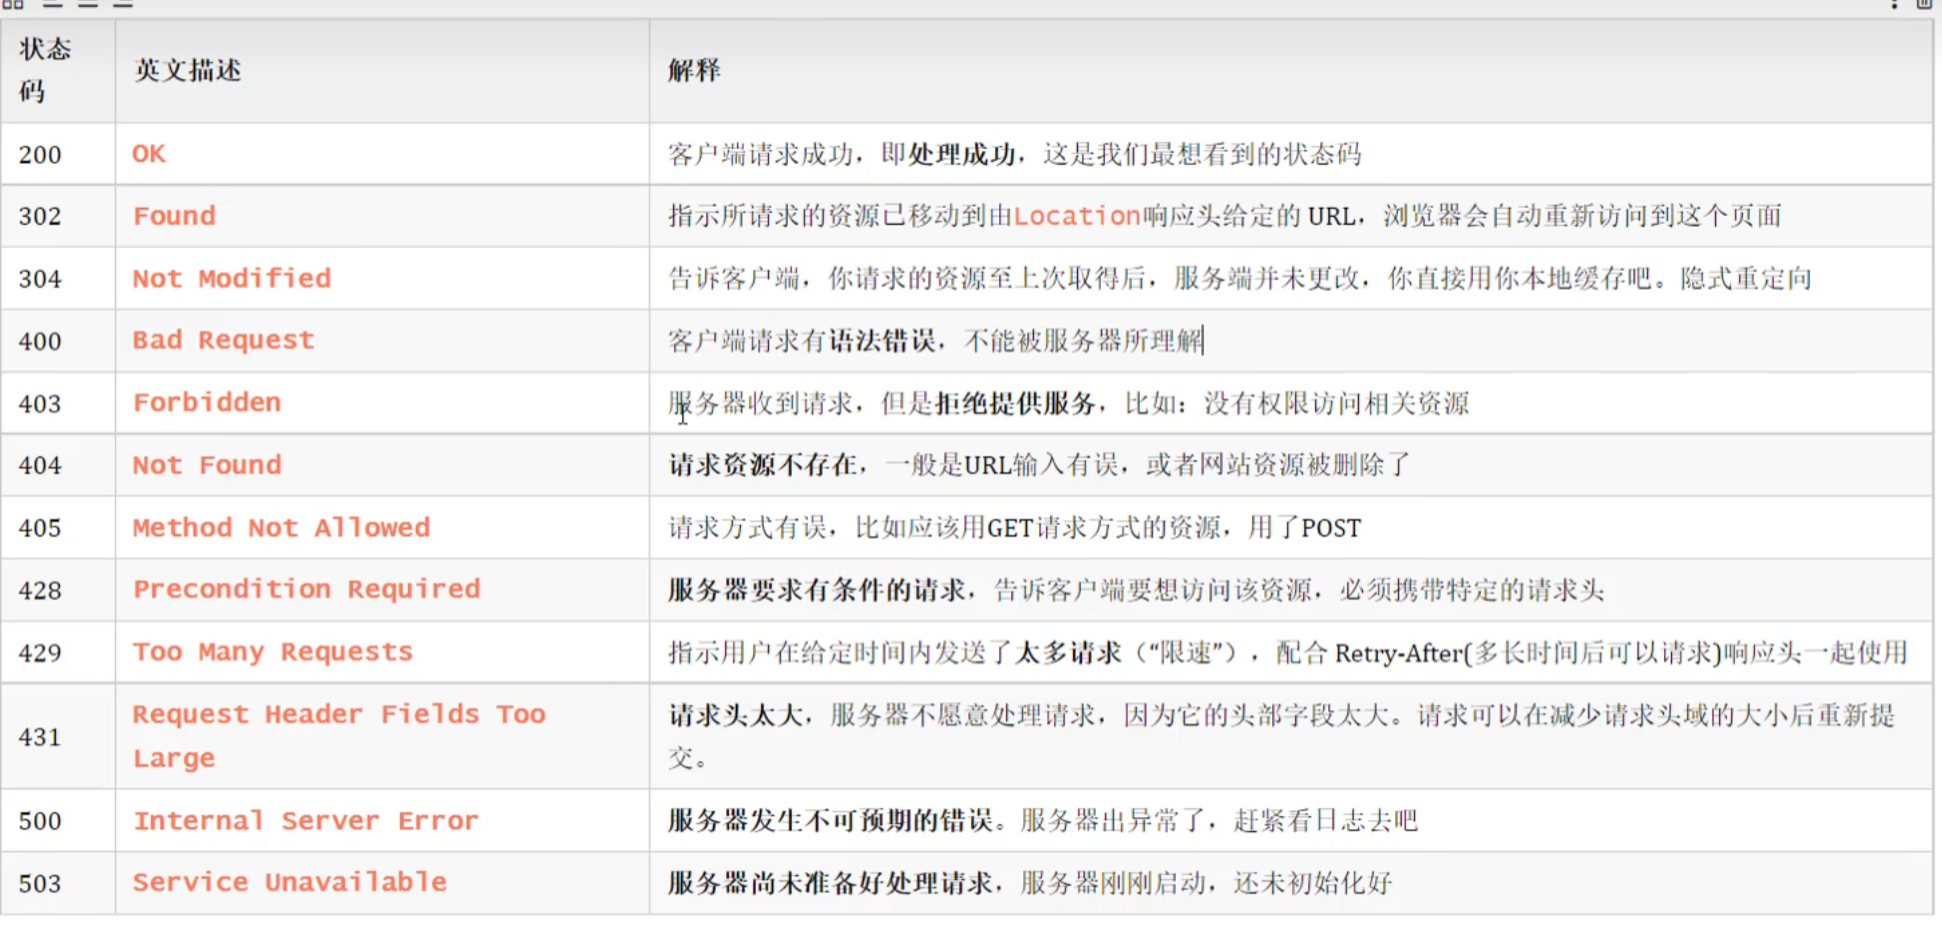 状态
码
英文描述
解释
200
OK
客户端请求成功，即处理成功，这是我们最想看到的状态码
302
Found
指示所请求的资源已移动到由Location响应头给定的 URL，浏览器会自动重新访问到这个页面
304
Not Modified
告诉客户端，你请求的资源至上次取得后，服务端并未更改，你直接用你本地缓存吧。隐式重定向
400
Bad Request
客户端请求有语法错误，不能被服务器所理解
403
Forbidden
服务器收到请求，但是拒绝提供服务，比如：没有权限访问相关资源
404
Not Found
请求资源不存在，一般是URL输入有误，或者网站资源被删除了
405
Method Not Allowed
请求方式有误，比如应该用GET请求方式的资源，用了POST
428
Precondition Required
服务器要求有条件的请求，告诉客户端要想访问该资源，必须携带特定的请求头
429
Too Many Requests
指示用户在给定时间内发送了太多请求（“限速”），配合 Retry-After(多长时间后可以请求)响应头一起使用
431
Request Header Fields Too
Large
请求头太大，服务器不愿意处理请求，因为它的头部字段太大。请求可以在减少请求头域的大小后重新提
交。
500
Internal Server Error
服务器发生不可预期的错误。服务器出异常了，赶紧看日志去吧
503
Service Unavailable
服务器尚未准备好处理请求，服务器刚刚启动，还未初始化好